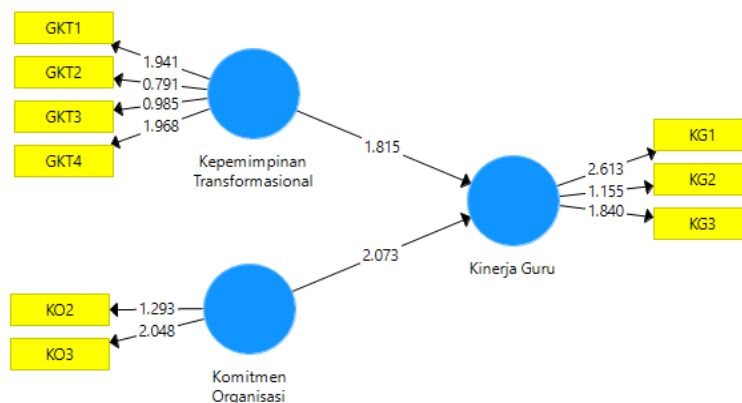 GKT1
GKT2
GKT3
GKT4
1.941
0.791
0.985
1.968
Kepemimpinan
Transformasional
1.815
KG1
KG2
KG3
2.613
1.155
1.840
Kinerja Guru
2.073
KO2
KO3
1.293
2.048
Komitmen
Organisasi